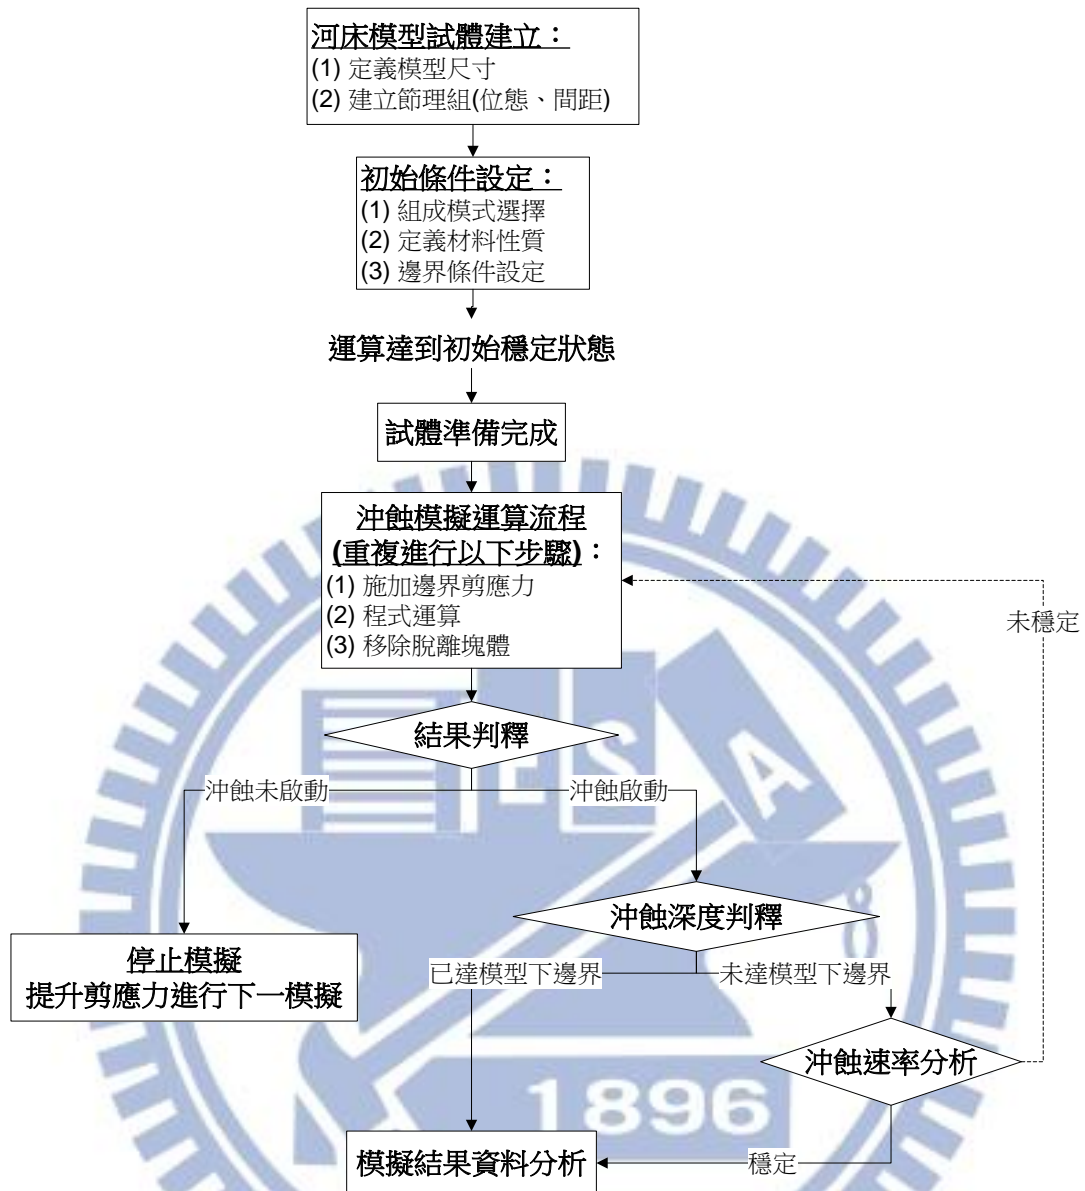 河床模型試體建立：
(1) 定義模型尺寸
(2) 建立節理組(位態、間距)
初始條件設定：
(1) 組成模式選擇
(2) 定義材料性質
(3) 邊界條件設定
運算達到初始穩定狀態
試體準備完成
沖蝕模擬運算流程
(重複進行以下步驟)：
(1) 施加邊界剪應力
(2) 程式運算
(3) 移除脫離塊體
未穩定
結果判釋
沖蝕未啟動
沖蝕啟動
沖蝕深度判釋
停止模擬
提升剪應力進行下一模擬
已達模型下邊界
未達模型下邊界
沖蝕速率分析
模擬結果資料分析
穩定
E S A
1896